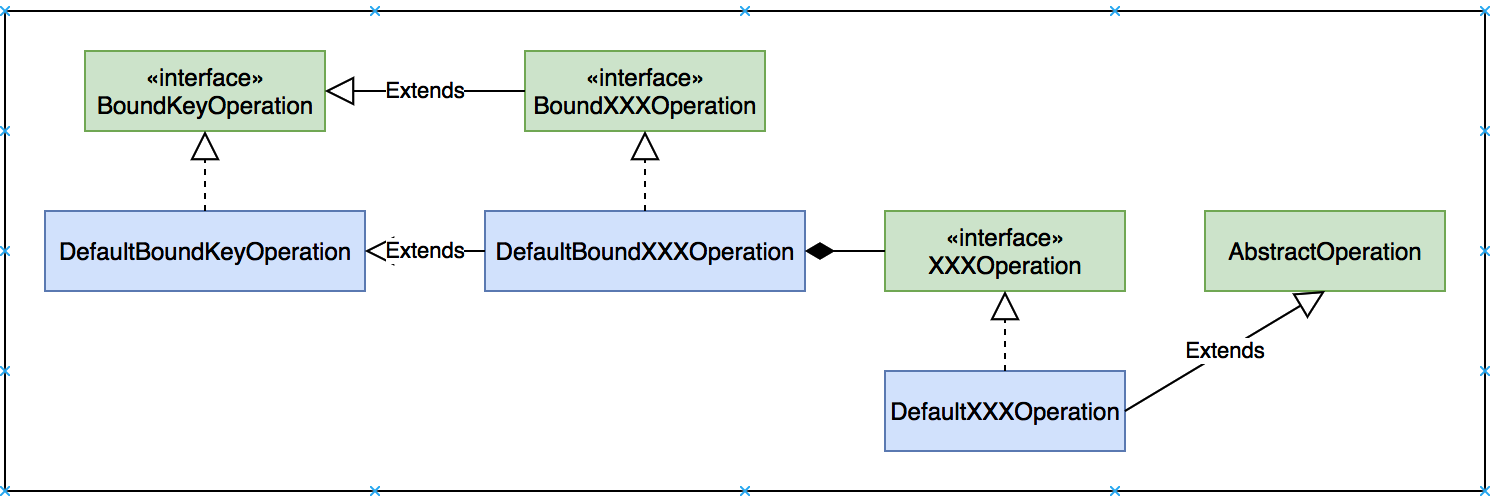 «interface»
BoundKeyOperation
Extends
«interface»
BoundXXXOperation
DefaultBoundKeyOperation
Extends
DefaultBoundXXXOperation
«interface»
XXXOperation
AbstractOperation
Extends
DefaultXXXOperation